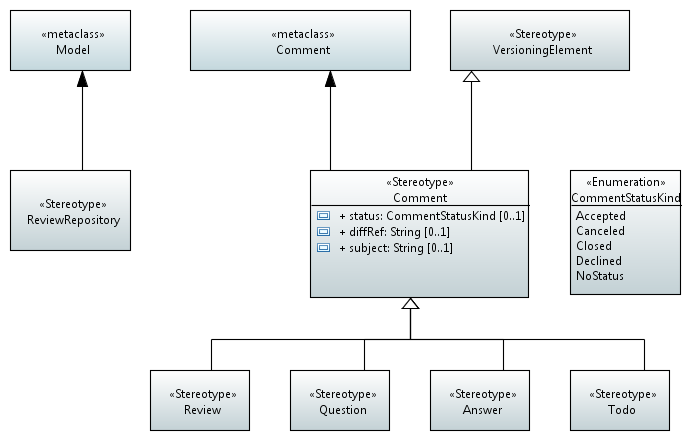 «metaclass»
Model
«metaclass»
Comment
«Stereotype»
VersioningElement
«Stereotype»
ReviewRepository
«Stereotype»
Comment
+ status: CommentStatusKind [0..1]
+ diffRef: String [0..1]
+ subject: String [0..1]
«Enumeration»
CommentStatusKind
Accepted
Canceled
Closed
Declined
NoStatus
«Stereotype»
Review
«Stereotype»
Question
«Stereotype»
Answer
«Stereotype»
Todo